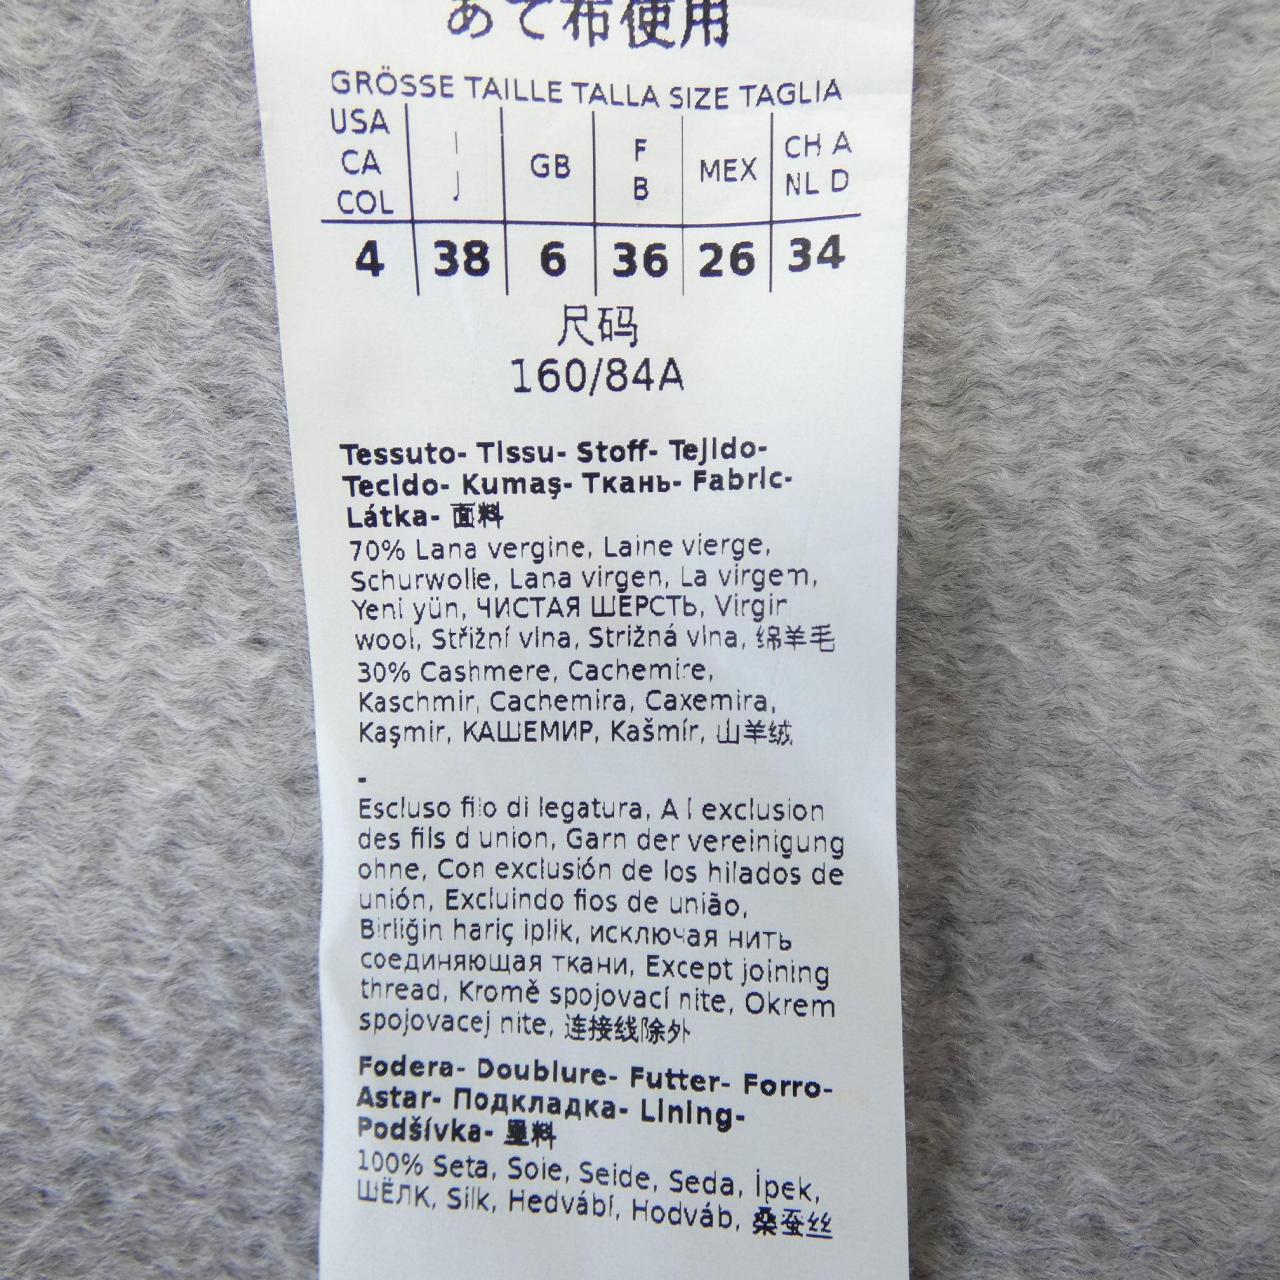 あて布使用
GRÖSSE TAILLE TALLA SIZE TAGLIA
USA CA COL I J GB F B MEX CH A NL D
4 38 6 36 26 34
尺码
160/84A
Tessuto- Tissu- Stoff- Tejido-
Tecido- Kumaş- Ткань- Fabric-
Látka- 面料
70% Lana vergine, Laine vierge,
Schurwolle, Lana virgen, La virgem,
Yeni yün, ЧИСТАЯ ШЕРСТЬ, Virgin
wool, Střižní vlna, Strižná vlna, 绵羊毛
30% Cashmere, Cachemire,
Kaschmir, Cachemira, Caxemira,
Kaşmir, КАШЕМИР, Kašmír, 山羊绒
-
Escluso filo di legatura, A l exclusion
des fils d union, Garn der vereinigung
ohne, Con exclusión de los hilados de
unión, Excluindo fios de união,
Birliğin hariç iplik, исключая нить
соединяющая ткани, Except joining
thread, Kromě spojovací nite, Okrem
spojovacej nite, 连接线除外
Fodera- Doublure- Futter- Forro-
Astar- Подкладка- Lining-
Podšívka- 里料
100% Seta, Soie, Seide, Seda, İpek,
ШЁЛК, Silk, Hedvábí, Hodváb, 桑蚕丝